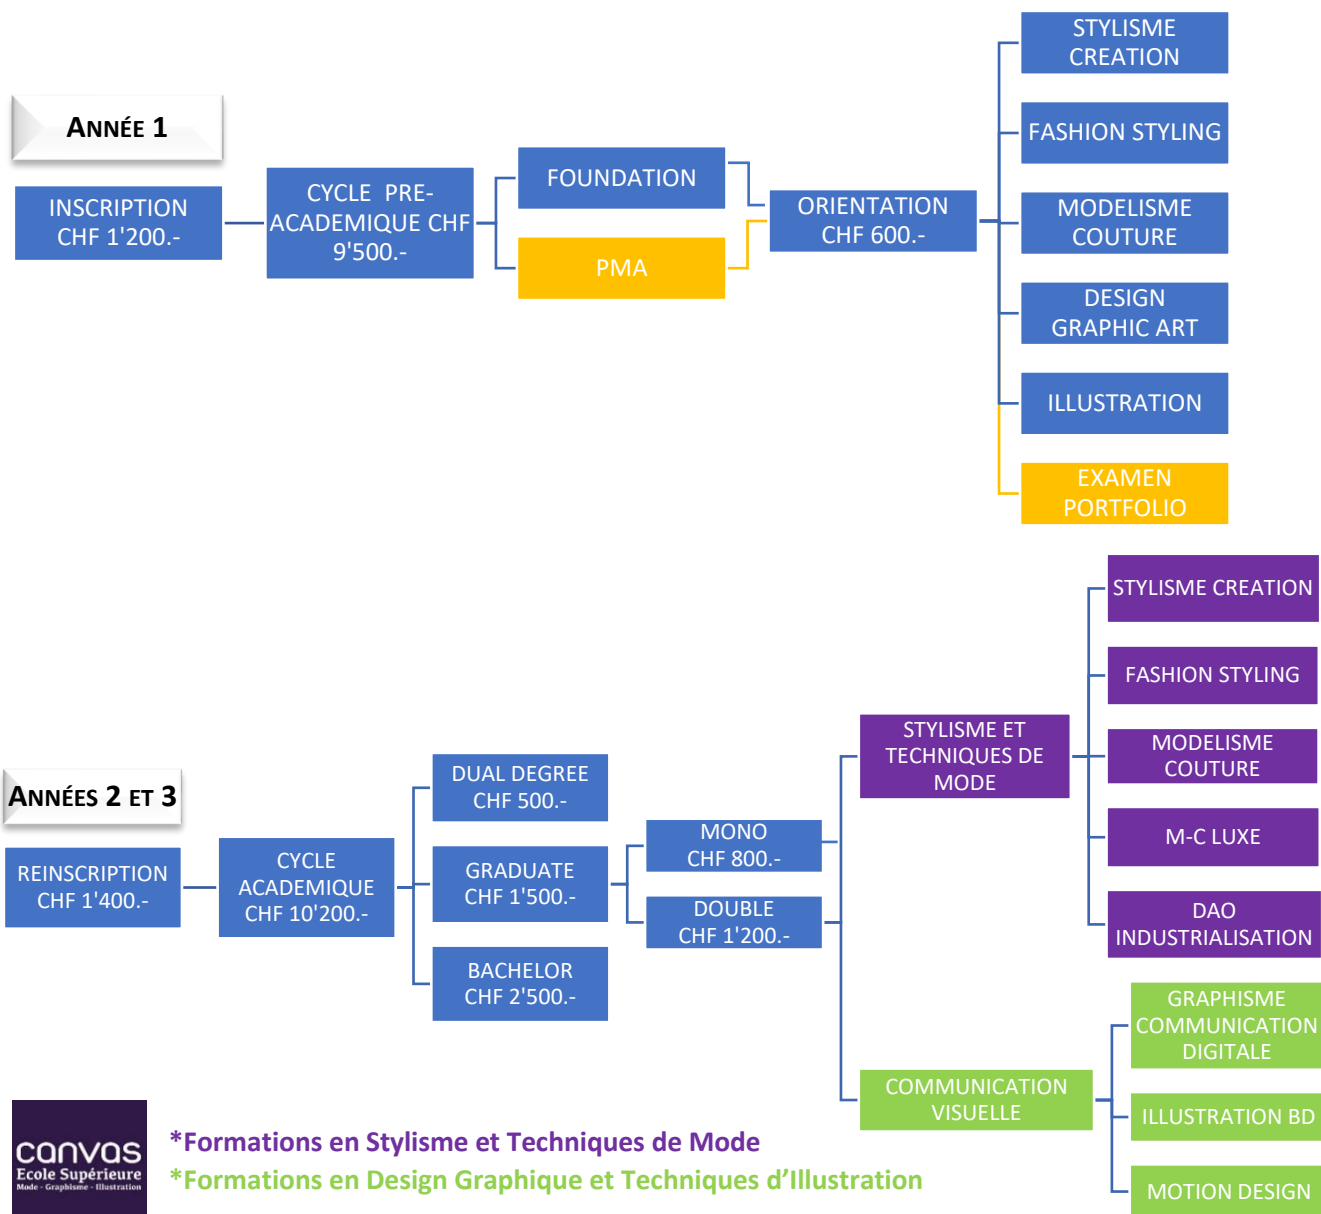 ANNÉE 1
INSCRIPTION
CHF 1'200.-
CYCLE PRE-
ACADEMIQUE CHF
9'500.-
FOUNDATION
PMA
ORIENTATION
CHF 600.-
STYLISME
CREATION
FASHION STYLING
MODELISME
COUTURE
DESIGN
GRAPHIC ART
ILLUSTRATION
EXAMEN
PORTFOLIO
ANNÉES 2 ET 3
REINSCRIPTION
CHF 1'400.-
CYCLE
ACADEMIQUE
CHF 10'200.-
DUAL DEGREE
CHF 500.-
GRADUATE
CHF 1'500.-
BACHELOR
CHF 2'500.-
MONO
CHF 800.-
DOUBLE
CHF 1'200.-
STYLISME ET
TECHNIQUES DE
MODE
STYLISME CREATION
FASHION STYLING
MODELISME
COUTURE
M-C LUXE
DAO
INDUSTRIALISATION
COMMUNICATION
VISUELLE
GRAPHISME
COMMUNICATION
DIGITALE
ILLUSTRATION BD
MOTION DESIGN
canvas
Ecole Supérieure
Mode - Graphisme - Illustration
*Formations en Stylisme et Techniques de Mode
*Formations en Design Graphique et Techniques d’Illustration